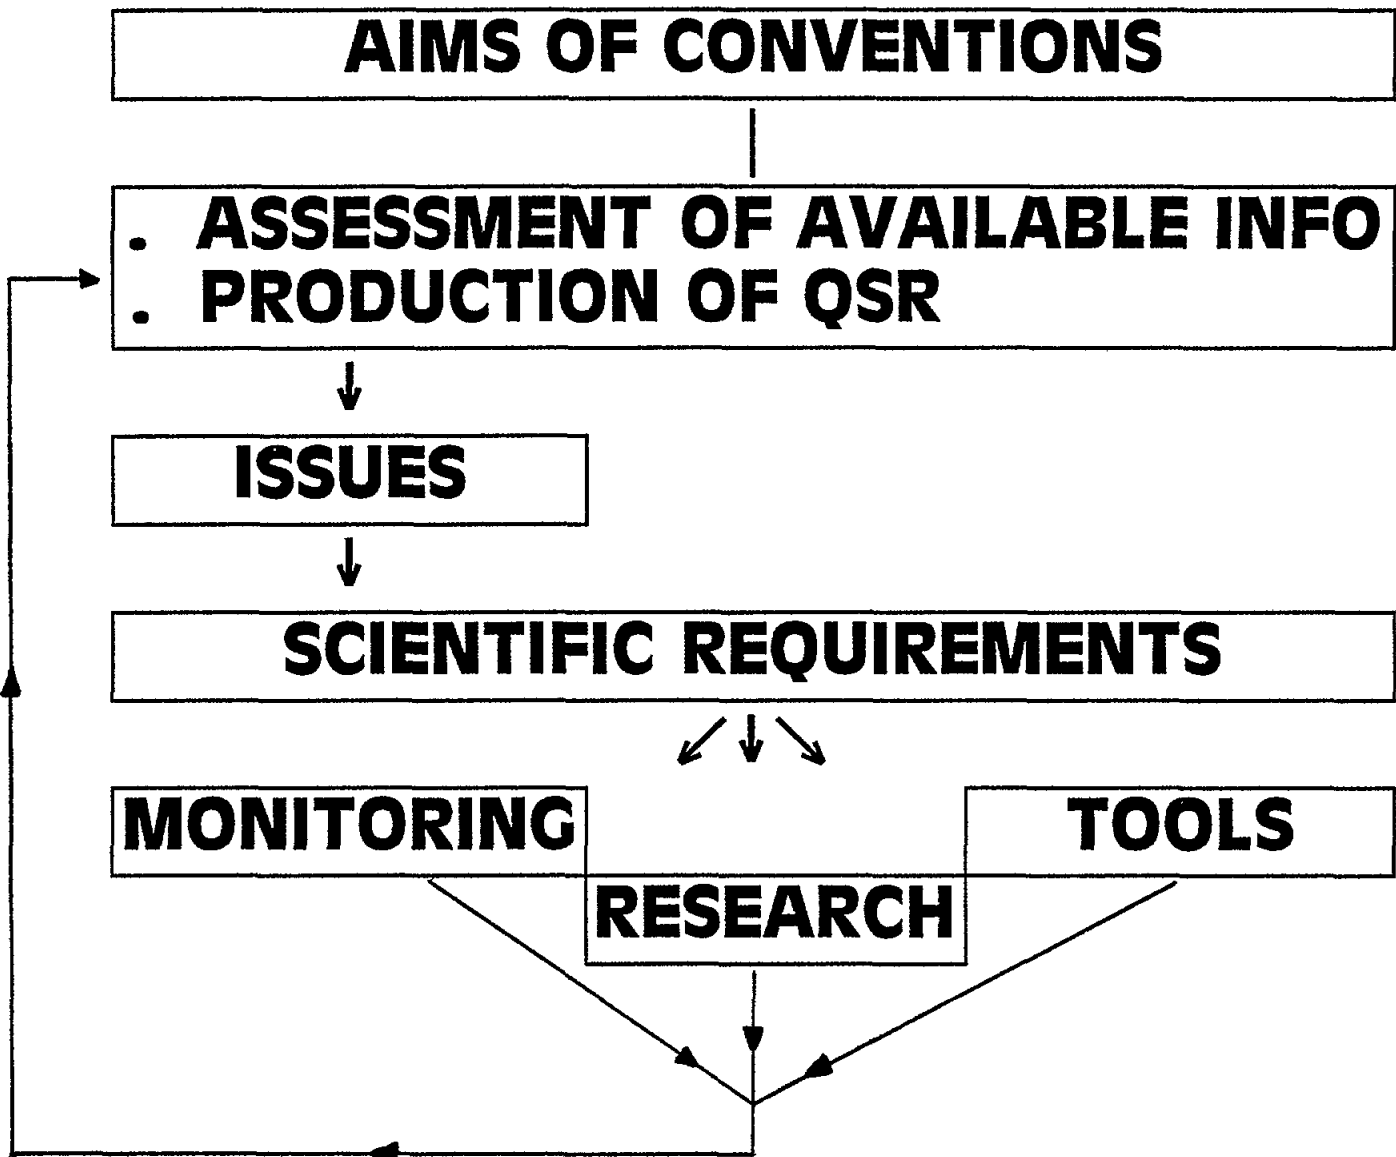 AIMS OF CONVENTIONS
. ASSESSMENT OF AVAILABLE INFO
. PRODUCTION OF QSR
ISSUES
SCIENTIFIC REQUIREMENTS
MONITORING
TOOLS
RESEARCH